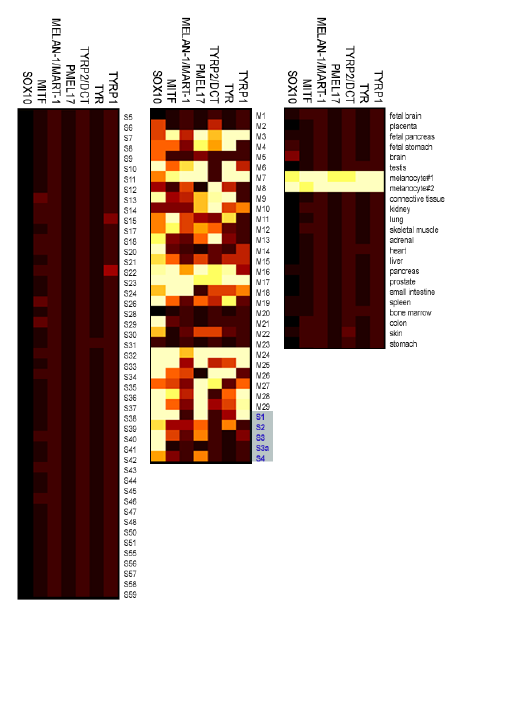 SOX10
MITF
MELAN-1/MART-1
PMEL17
TYRP2/DCT
TYR
TYRP1
S5
S6
S7
S8
S9
S10
S11
S12
S13
S14
S15
S17
S18
S20
S21
S22
S23
S24
S26
S28
S29
S30
S31
S32
S33
S34
S35
S36
S37
S38
S39
S40
S41
S42
S43
S44
S45
S46
S47
S48
S50
S51
S55
S56
S57
S58
S59
SOX10
MITF
MELAN-1/MART-1
PMEL17
TYRP2/DCT
TYR
TYRP1
M1
M2
M3
M4
M5
M6
M7
M8
M9
M10
M11
M12
M13
M14
M15
M16
M17
M18
M19
M20
M21
M22
M23
M24
M25
M26
M27
M28
M29
S1
S2
S3
S3a
S4
SOX10
MITF
MELAN-1/MART-1
PMEL17
TYRP2/DCT
TYR
TYRP1
fetal brain
placenta
fetal pancreas
fetal stomach
brain
testis
melanocyte#1
melanocyte#2
connective tissue
kidney
lung
skeletal muscle
adrenal
heart
liver
pancreas
prostate
small intestine
spleen
bone marrow
colon
skin
stomach